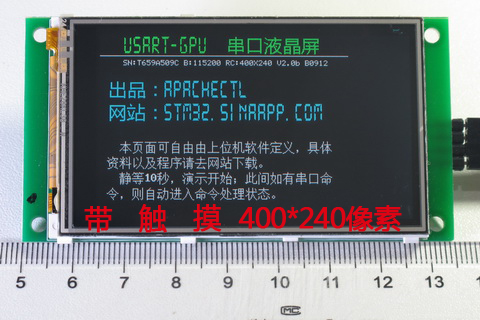 USART-GPU 串口液晶屏
SN:T659A509C B:115200 RC:400X240 V2.0b B0912
出品：APACHECTL
网站：STM32.SINAAPP.COM
本页面可自由由上位机软件定义，具体
资料以及程序请去网站下载。
静等10秒，演示开始；此间如有串口命
令，则自动进入命令处理状态。
带 触 摸 400*240像素
5 6 7 8 9 10 11 12 13
MC